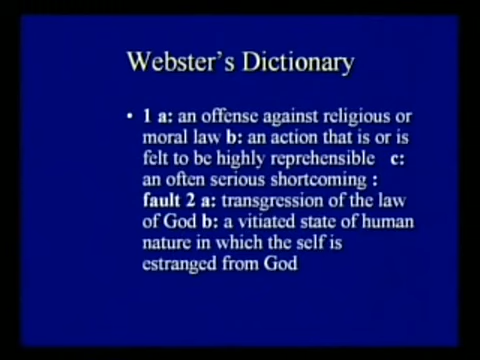 Webster's Dictionary
• 1 a: an offense against religious or
moral law b: an action that is or is
felt to be highly reprehensible c:
an often serious shortcoming :
fault 2 a: transgression of the law
of God b: a vitiated state of human
nature in which the self is
estranged from God